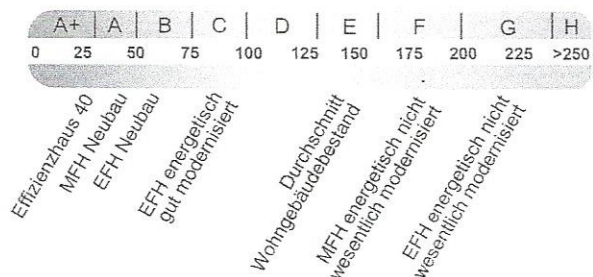 A+ A B C D E F G H
0 25 50 75 100 125 150 175 200 225 >250
Effizienzhaus 40
MFH Neubau
EFH Neubau
EFH energetisch
gut modernisiert
Durchschnitt
Wohngebäudebestand
MFH energetisch nicht
wesentlich modernisiert
EFH energetisch nicht
wesentlich modernisiert